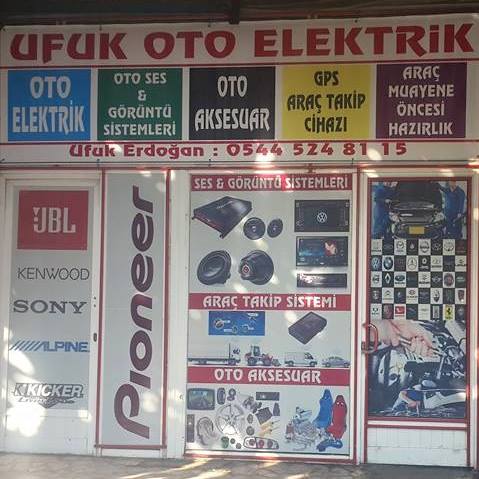 UFUK OTO ELEKTRİK
OTO
ELEKTRİK
OTO SES
&
GÖRÜNTÜ
SİSTEMLERİ
OTO
AKSESUAR
GPS
ARAÇ TAKİP
CİHAZI
ARAÇ
MUAYENE
ÖNCESİ
HAZIRLIK
Ufuk Erdoğan : 0544 524 81 15
JBL
KENWOOD
SONY
ALPINE
KICKER
Pioneer
SES & GÖRÜNTÜ SİSTEMLERİ
ARAÇ TAKİP SİSTEMİ
OTO AKSESUAR